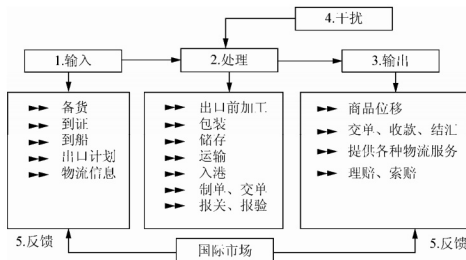 4.干扰
1.输入
2.处理
3.输出
备货
到证
到船
出口计划
物流信息
出口前加工
包装
储存
运输
入港
制单、交单
报关、报验
商品位移
交单、收款、结汇
提供各种物流服务
理赔、索赔
5.反馈
国际市场
5.反馈